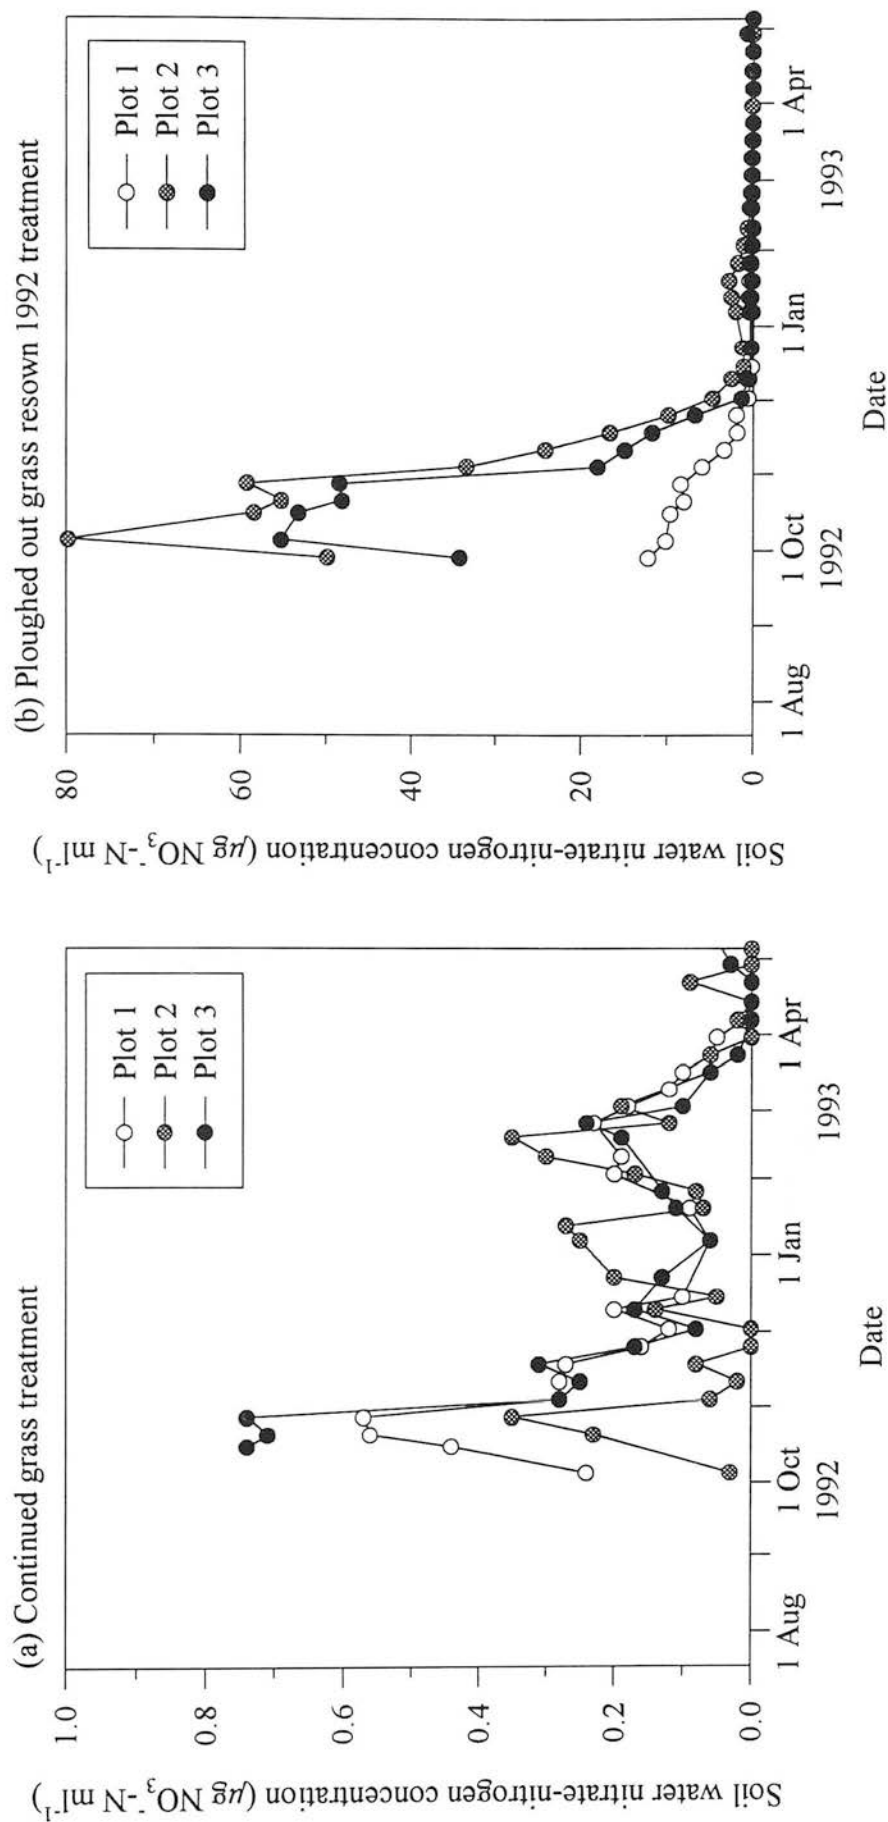 (a) Continued grass treatment
Soil water nitrate-nitrogen concentration (µg NO₃⁻-N ml⁻¹)
1.0
0.8
0.6
0.4
0.2
0.0
Plot 1
Plot 2
Plot 3
1 Aug
1 Oct
1 Jan
1 Apr
1992
1993
Date
(b) Ploughed out grass resown 1992 treatment
Soil water nitrate-nitrogen concentration (µg NO₃⁻-N ml⁻¹)
80
60
40
20
0
Plot 1
Plot 2
Plot 3
1 Aug
1 Oct
1 Jan
1 Apr
1992
1993
Date